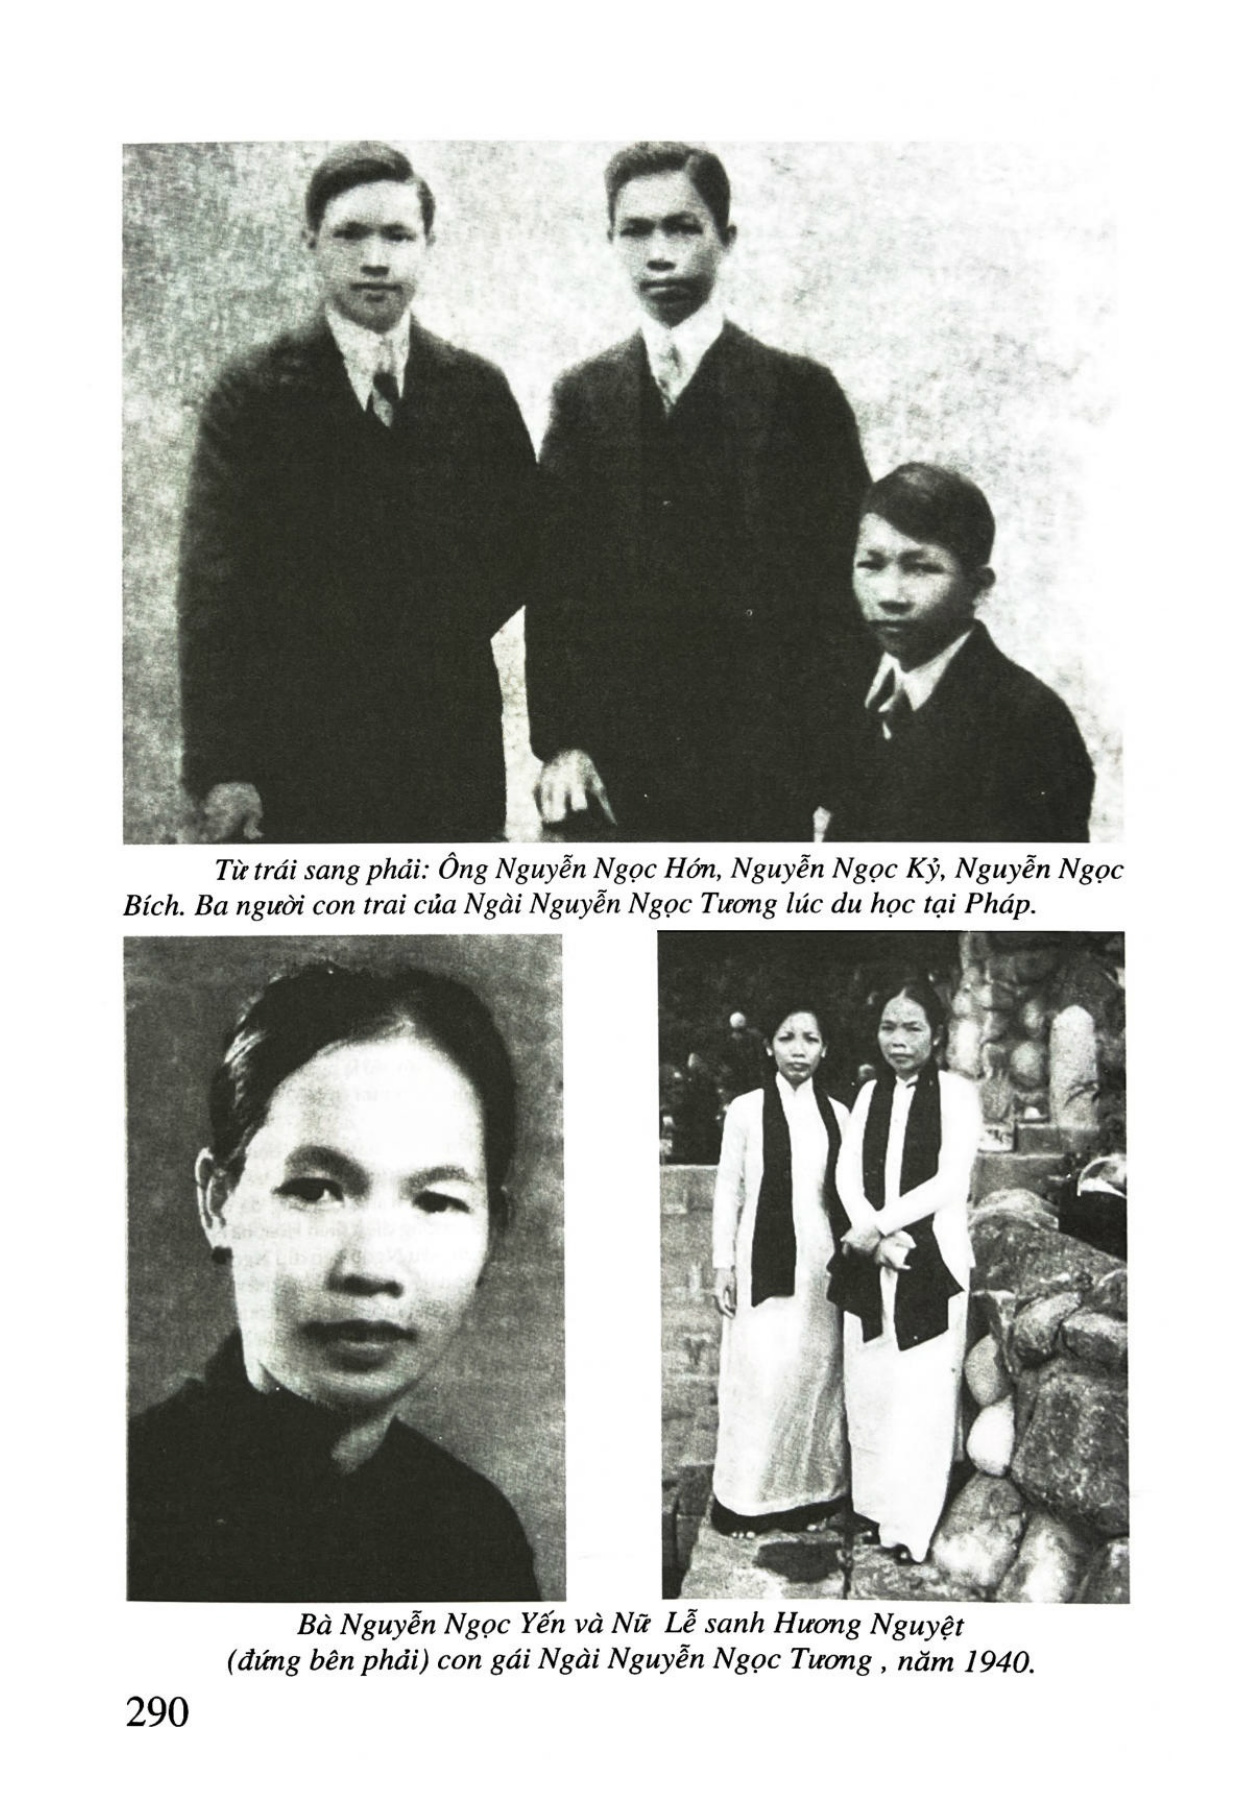 Từ trái sang phải: Ông Nguyễn Ngọc Hớn, Nguyễn Ngọc Kỷ, Nguyễn Ngọc
Bích. Ba người con trai của Ngài Nguyễn Ngọc Tương lúc du học tại Pháp.
Bà Nguyễn Ngọc Yến và Nữ Lễ sanh Hương Nguyệt
(đứng bên phải) con gái Ngài Nguyễn Ngọc Tương , năm 1940.
290